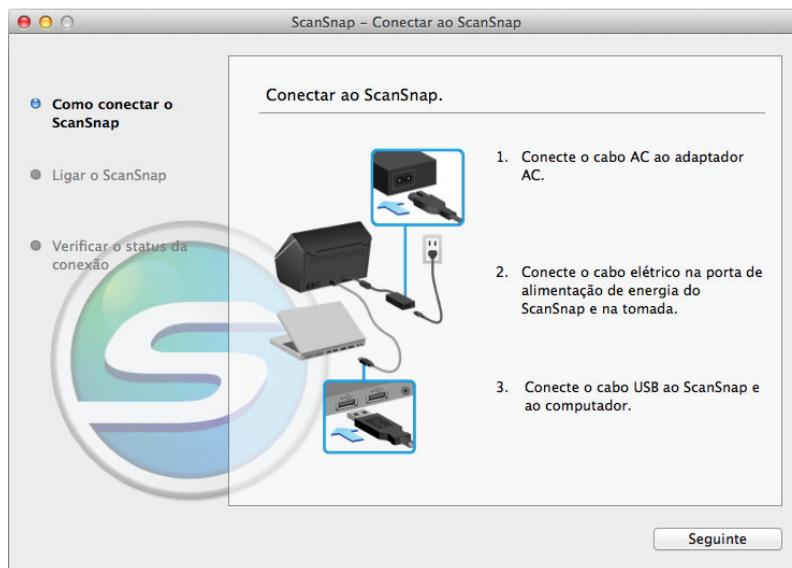 ScanSnap – Conectar ao ScanSnap
Como conectar o
ScanSnap
Ligar o ScanSnap
Verificar o status da
conexão
Conectar ao ScanSnap.
1. Conecte o cabo AC ao adaptador
AC.
2. Conecte o cabo elétrico na porta de
alimentação de energia do
ScanSnap e na tomada.
3. Conecte o cabo USB ao ScanSnap e
ao computador.
Seguinte